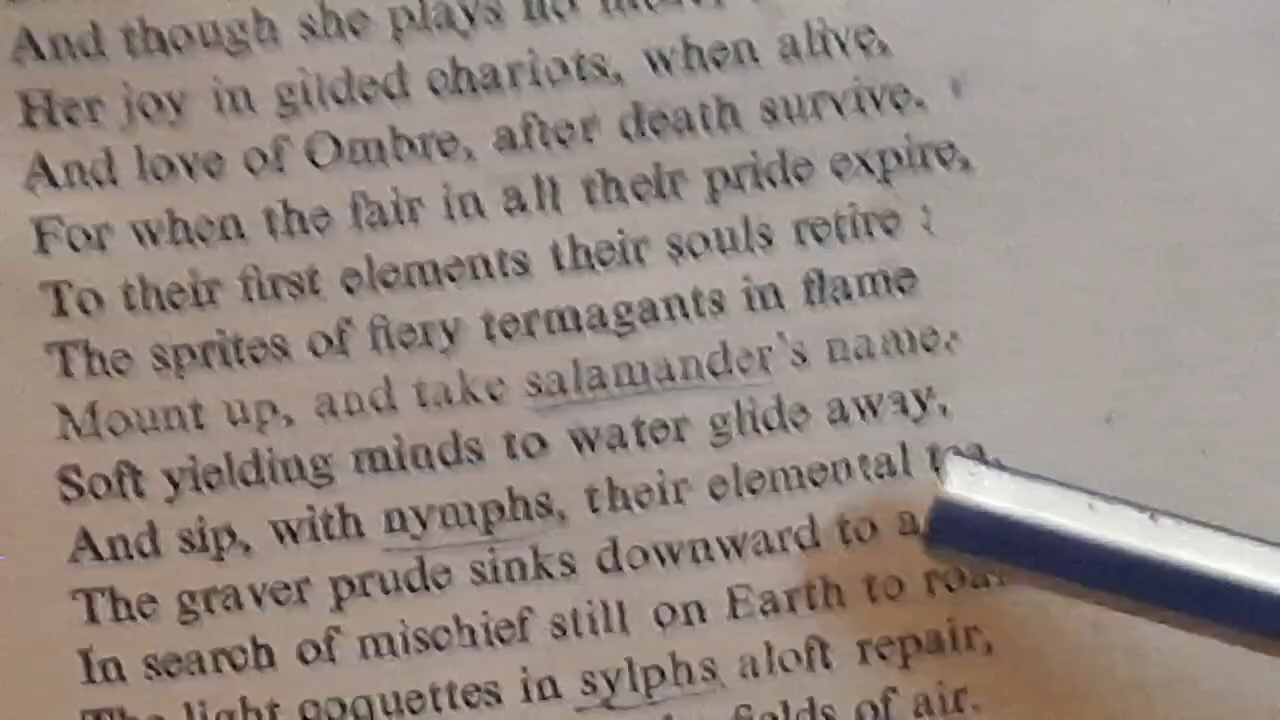 And though she plays no
Her joy in gilded chariots, when alive,
And love of Ombre, after death survive.
For when the fair in all their pride expire,
To their first elements their souls retire :
The sprites of fiery termagants in flame
Mount up, and take salamander's name.
Soft yielding minds to water glide away,
And sip, with nymphs, their elemental tea.
The graver prude sinks downward to a
In search of mischief still on Earth to roam
The light coquettes in sylphs aloft repair,
fields of air.